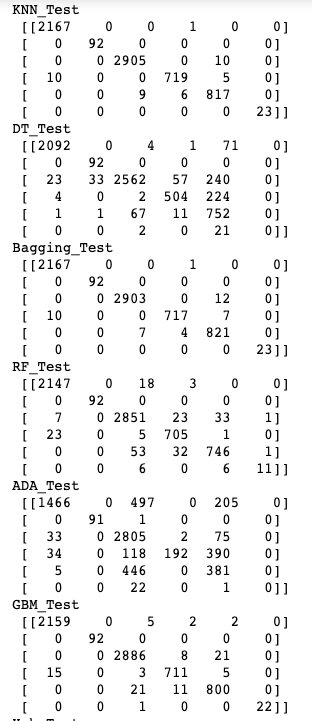 KNN_Test
[[2167 0 0 1 0 0]
[ 0 92 0 0 0 0]
[ 0 0 2905 0 10 0]
[ 10 0 0 719 5 0]
[ 0 0 9 6 817 0]
[ 0 0 0 0 0 23]]
DT_Test
[[2092 0 4 1 71 0]
[ 0 92 0 0 0 0]
[ 23 33 2562 57 240 0]
[ 4 0 2 504 224 0]
[ 1 1 67 11 752 0]
[ 0 0 2 0 21 0]]
Bagging_Test
[[2167 0 0 1 0 0]
[ 0 92 0 0 0 0]
[ 0 0 2903 0 12 0]
[ 10 0 0 717 7 0]
[ 0 0 7 4 821 0]
[ 0 0 0 0 0 23]]
RF_Test
[[2147 0 18 3 0 0]
[ 0 92 0 0 0 0]
[ 7 0 2851 23 33 1]
[ 23 0 5 705 1 0]
[ 0 0 53 32 746 1]
[ 0 0 6 0 6 11]]
ADA_Test
[[1466 0 497 0 205 0]
[ 0 91 1 0 0 0]
[ 33 0 2805 2 75 0]
[ 34 0 118 192 390 0]
[ 5 0 446 0 381 0]
[ 0 0 22 0 1 0]]
GBM_Test
[[2159 0 5 2 2 0]
[ 0 92 0 0 0 0]
[ 0 0 2886 8 21 0]
[ 15 0 3 711 5 0]
[ 0 0 21 11 800 0]
[ 0 0 1 0 0 22]]